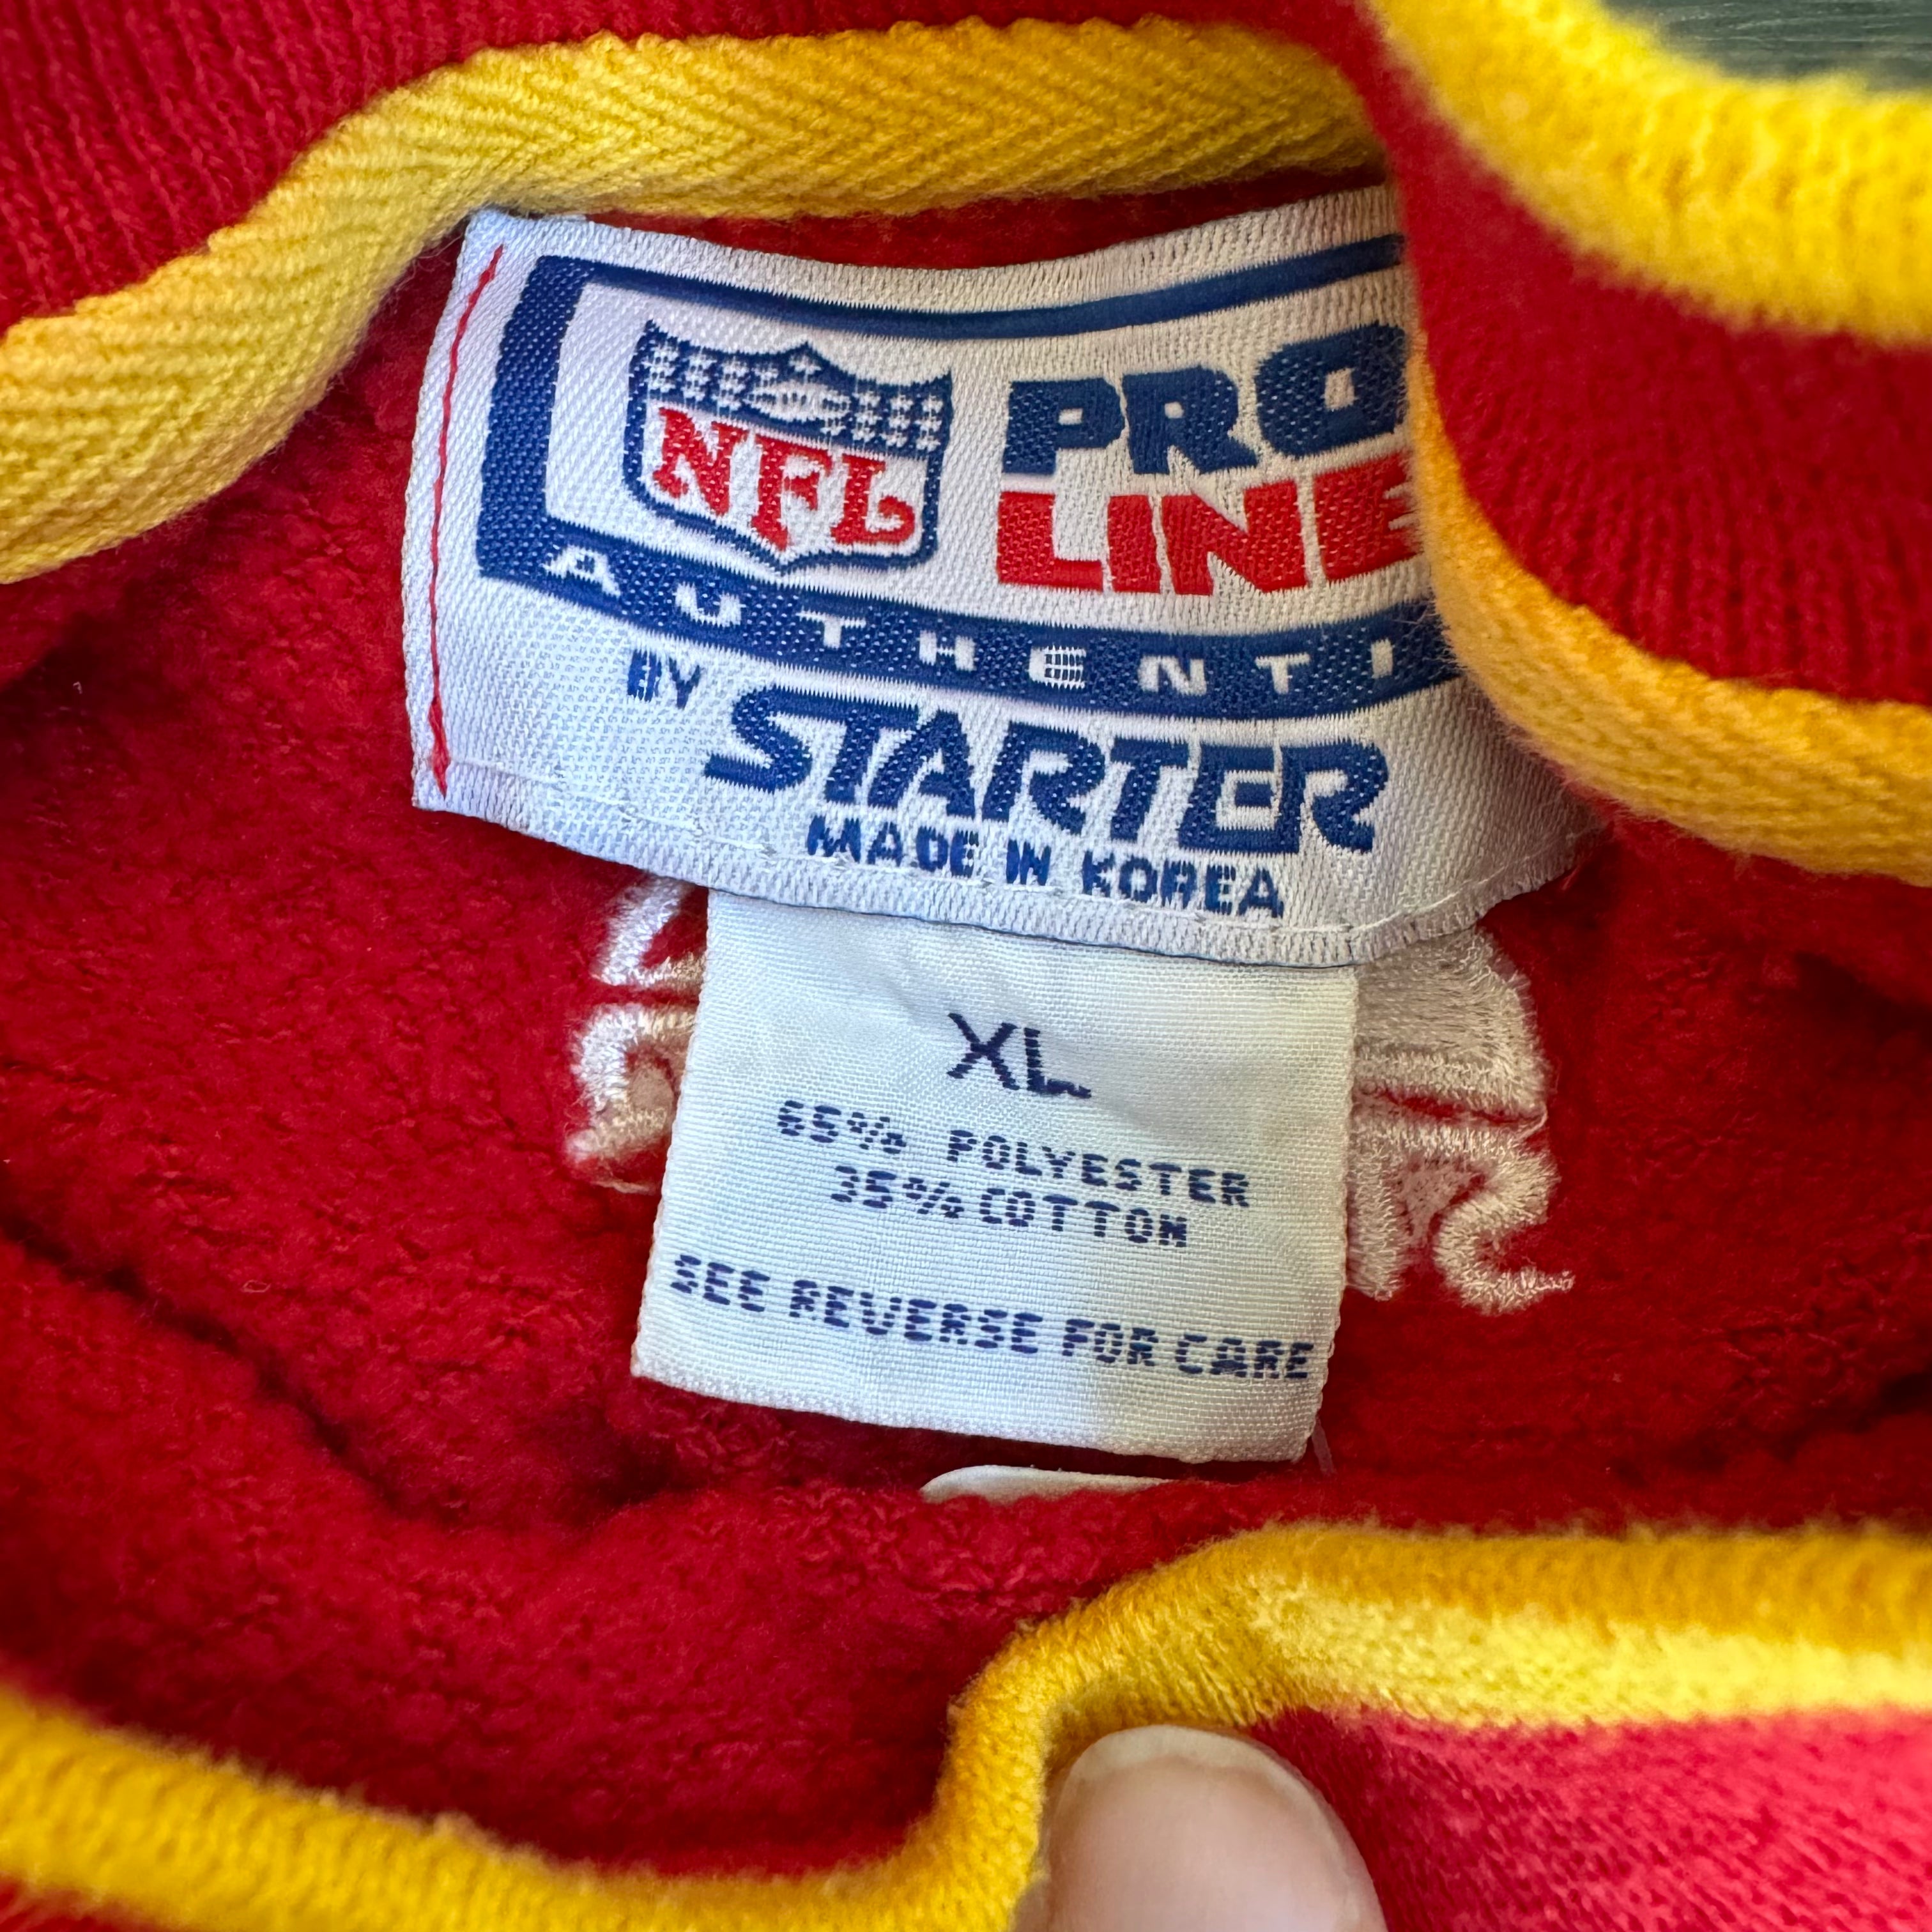 NFL
PRO
LINE
AUTHENTI
BY STARTER
MADE IN KOREA
XL
65% POLYESTER
35% COTTON
SEE REVERSE FOR CARE